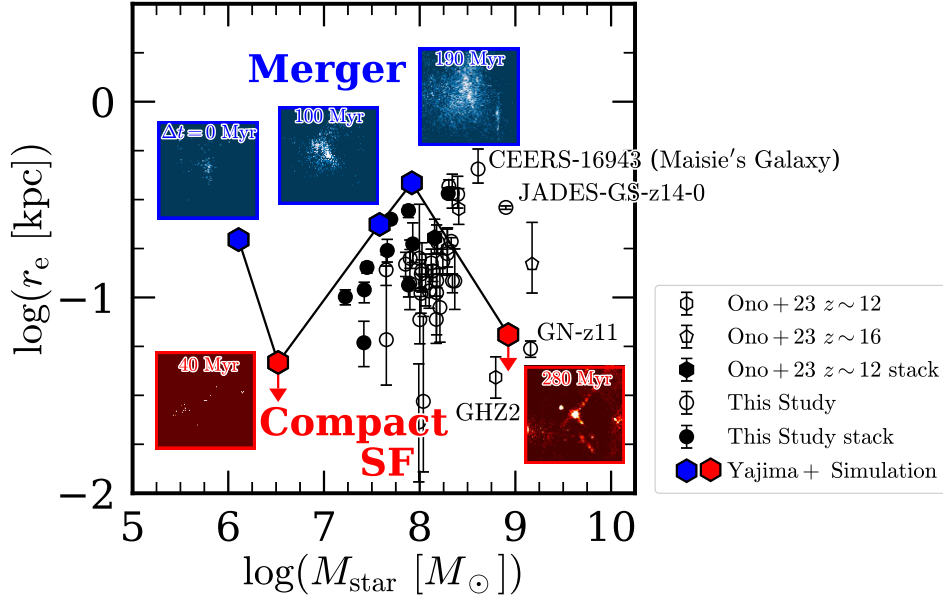 Merger
190 Myr
100 Myr
Δt = 0 Myr
CEERS-16943 (Maisie's Galaxy)
JADES-GS-z14-0
GN-z11
GHZ2
40 Myr
280 Myr
Compact
SF
0
−1
−2
5 6 7 8 9 10
log(r_e [kpc])
log(M_star [M_⊙])
Ono+23 z∼12
Ono+23 z∼16
Ono+23 z∼12 stack
This Study
This Study stack
Yajima+ Simulation